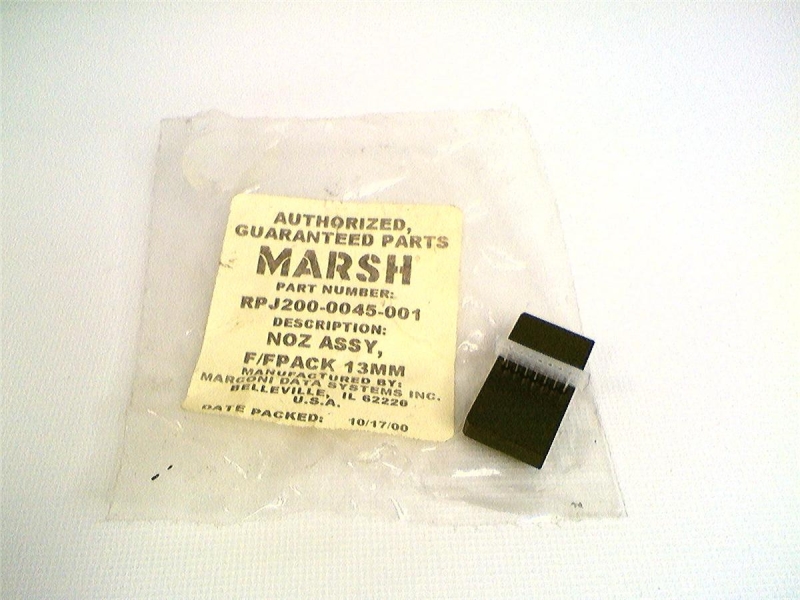 AUTHORIZED,
GUARANTEED PARTS
MARSH
PART NUMBER:
RPJ200-0045-001
DESCRIPTION:
NOZ ASSY,
F/FPACK 13MM
MANUFACTURED BY:
MARCONI DATA SYSTEMS INC.
BELLEVILLE, IL 62220
U.S.A.
DATE PACKED: 10/17/00